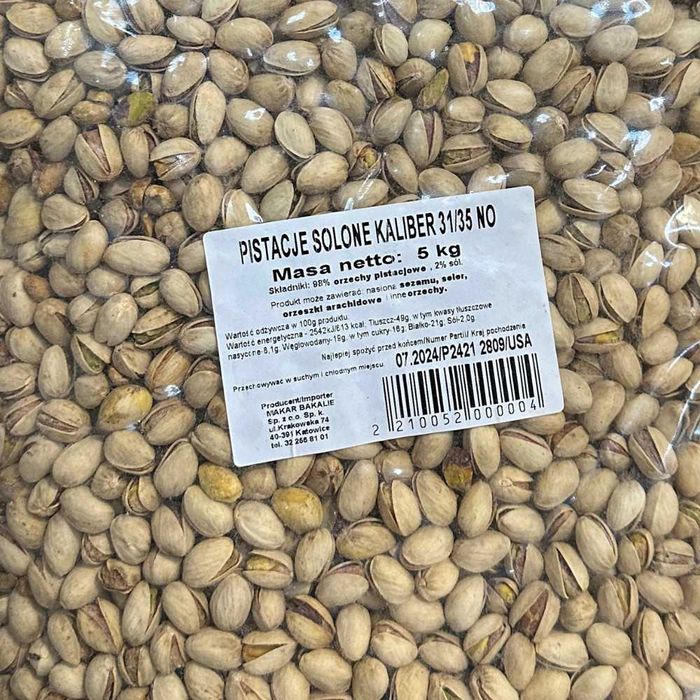 PISTACJE SOLONE KALIBER 31/35 NO
Masa netto: 5 kg
Składniki: 98% orzechy pistacjowe , 2% sól.
Produkt może zawierać: nasiona sezamu, seler,
orzeszki arachidowe i inne orzechy.
Wartość odżywcza w 100g produktu:
Wartość energetyczna - 2542kJ/613 kcal, Tłuszcz-49g, w tym kwasy tłuszczowe
nasycone-6,1g; Węglowodany-19g, w tym cukry-16g; Białko-21g; Sól-2,0g
Najlepiej spożyć przed końcem/Numer Partii/ Kraj pochodzenia
07.2024/P2421 2809/USA
Przechowywać w suchym i chłodnym miejscu.
Producent/Importer
MAKAR BAKALIE
Sp. z o.o. Sp. k.
ul.Krakowska 74
40-391 Katowice
tel. 32 256 81 01
2 210052 000004